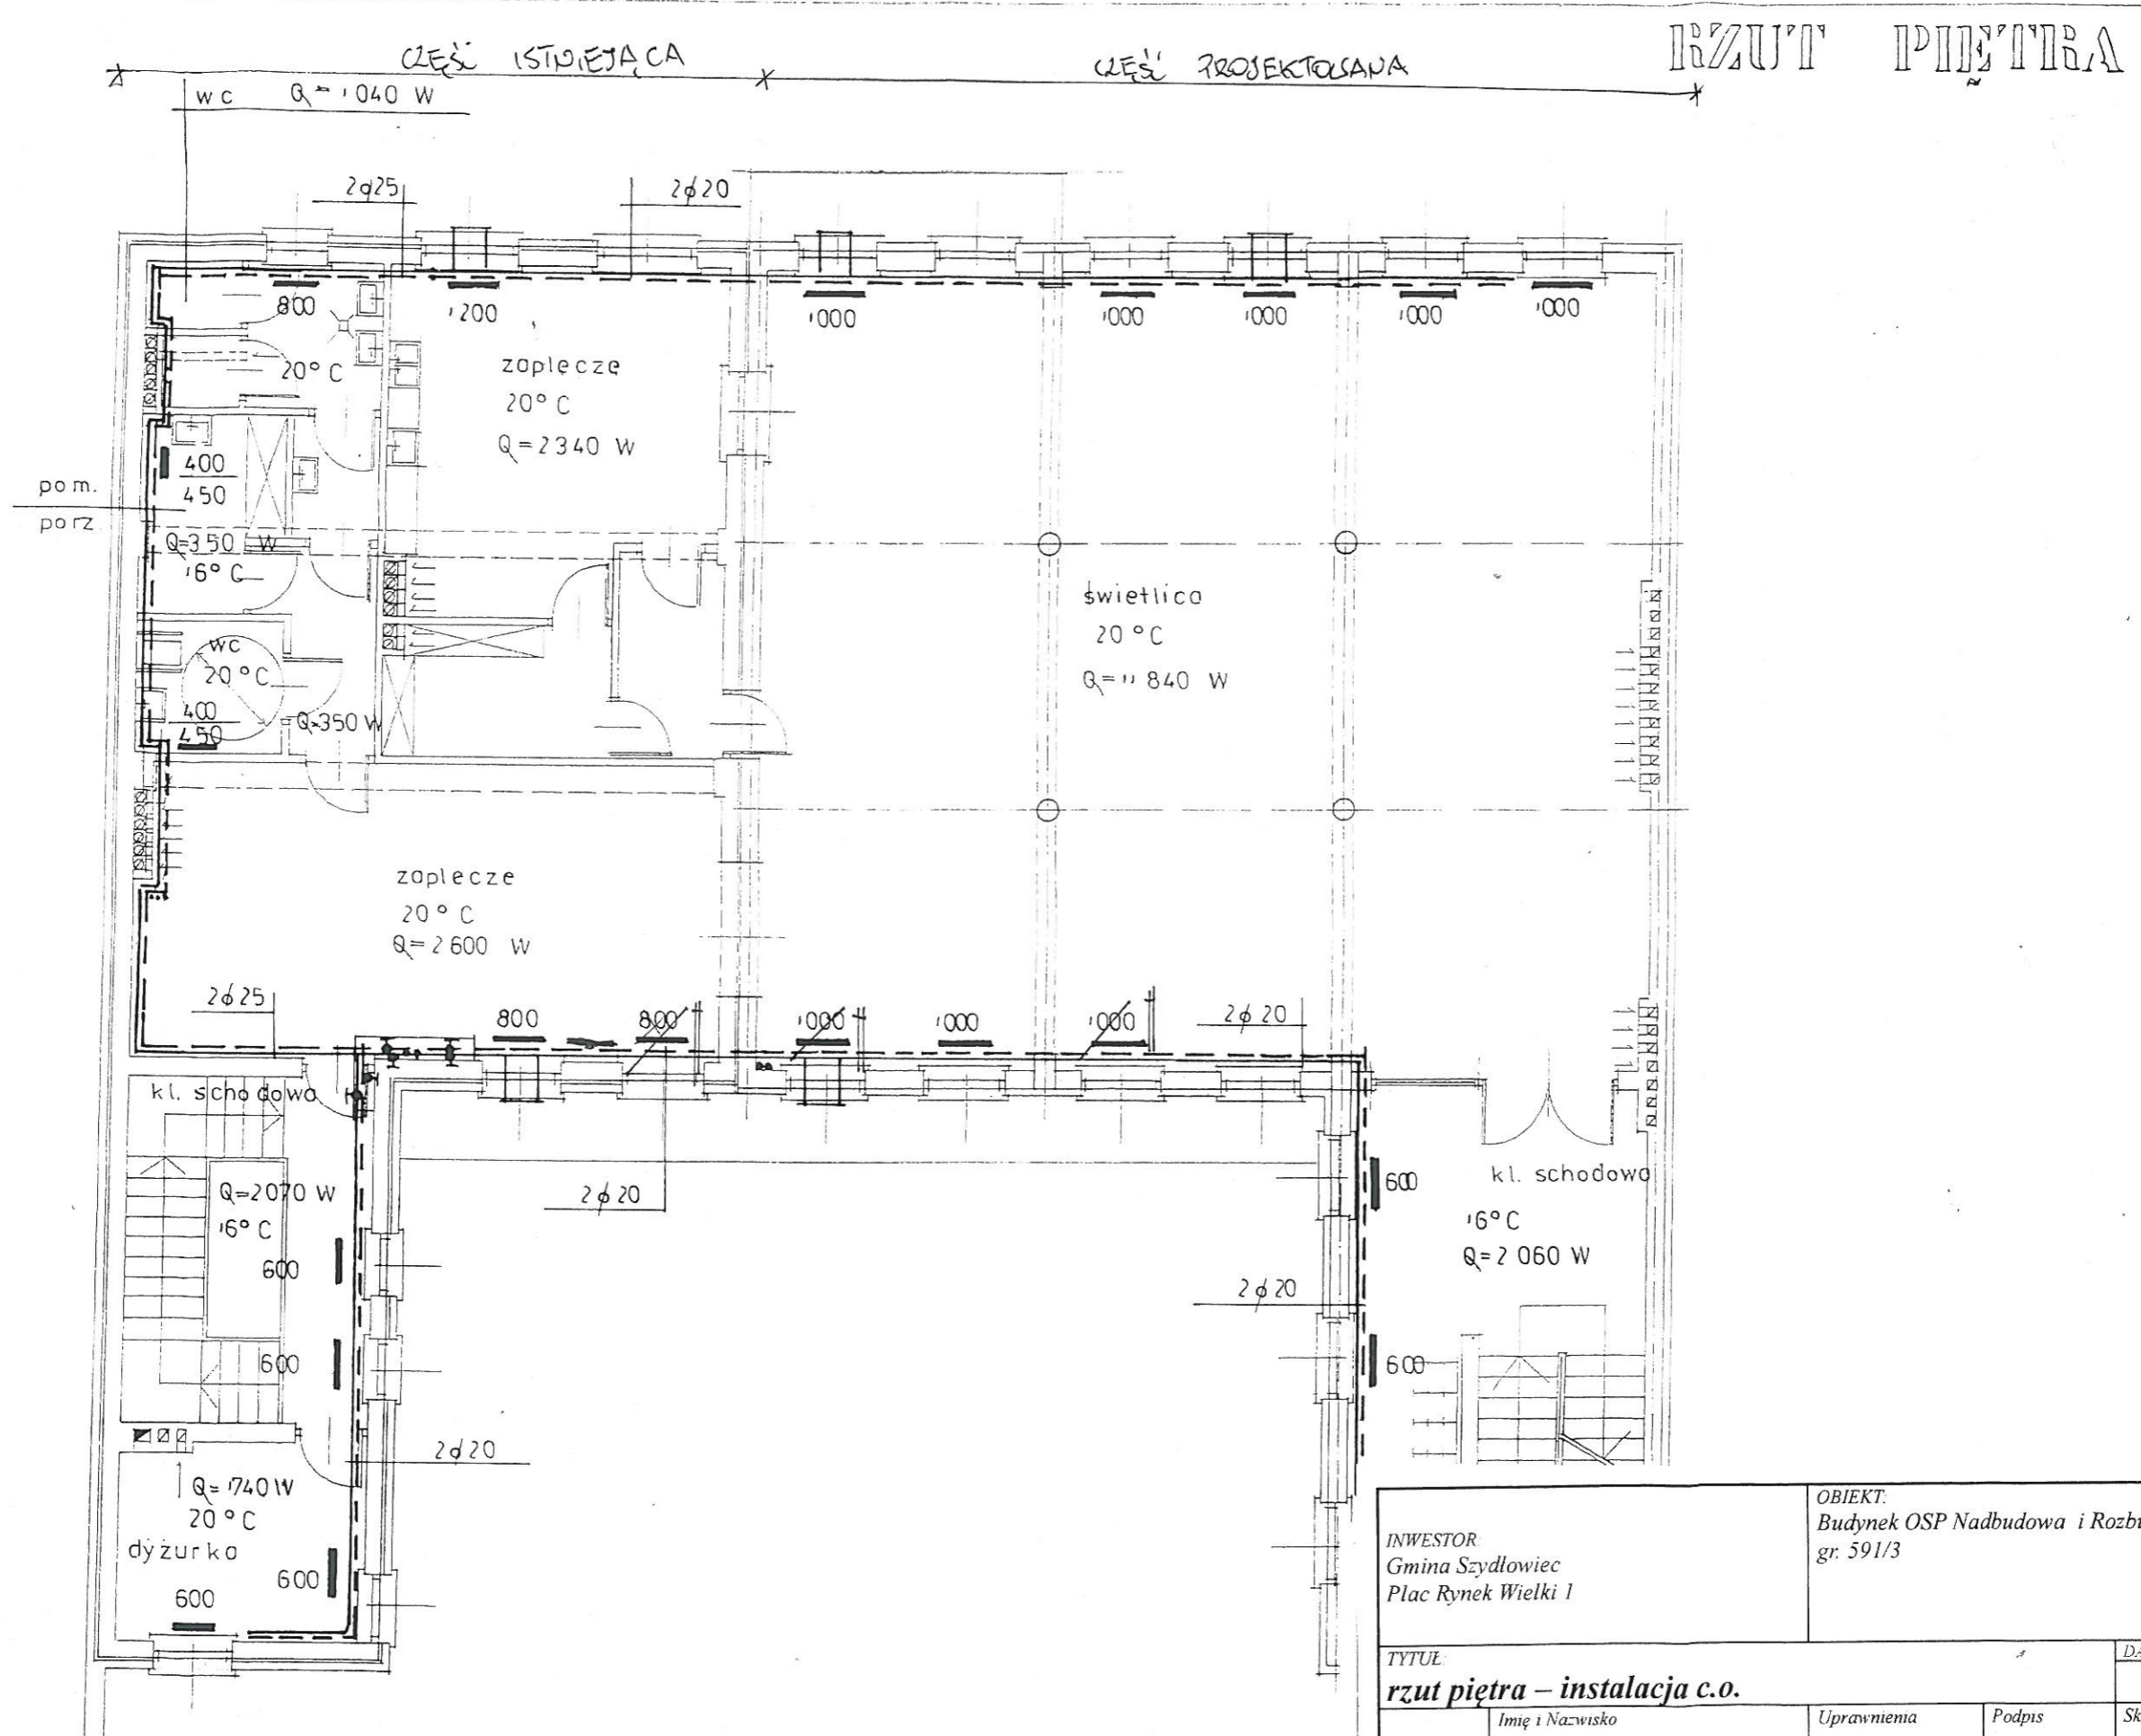 RZUT PIĘTRA
CZĘŚĆ ISTNIEJĄCA
CZĘŚĆ PROJEKTOWANA
wc Q=1040 W
2ϕ25
2ϕ20
800
1200
1000
1000
1000
1000
1000
20°C
zaplecze
20°C
Q=2340 W
400
450
pom.
porz.
Q=350 W
16°C
świetlica
20°C
Q=11 840 W
wc
20°C
400
450
Q=350 W
zaplecze
20°C
Q=2600 W
2ϕ25
800
800
1000
1000
1000
2ϕ20
kl. schodowa
Q=2070 W
16°C
600
600
2ϕ20
600
kl. schodowa
16°C
Q=2 060 W
2ϕ20
600
2ϕ20
Q=1740 W
20°C
dyżurka
600
600
INWESTOR:
Gmina Szydłowiec
Plac Rynek Wielki 1
OBIEKT:
Budynek OSP Nadbudowa i
gr. 591/3
TYTUŁ:
rzut piętra – instalacja c.o.
Imię i Nazwisko
Uprawnienia
Podpis